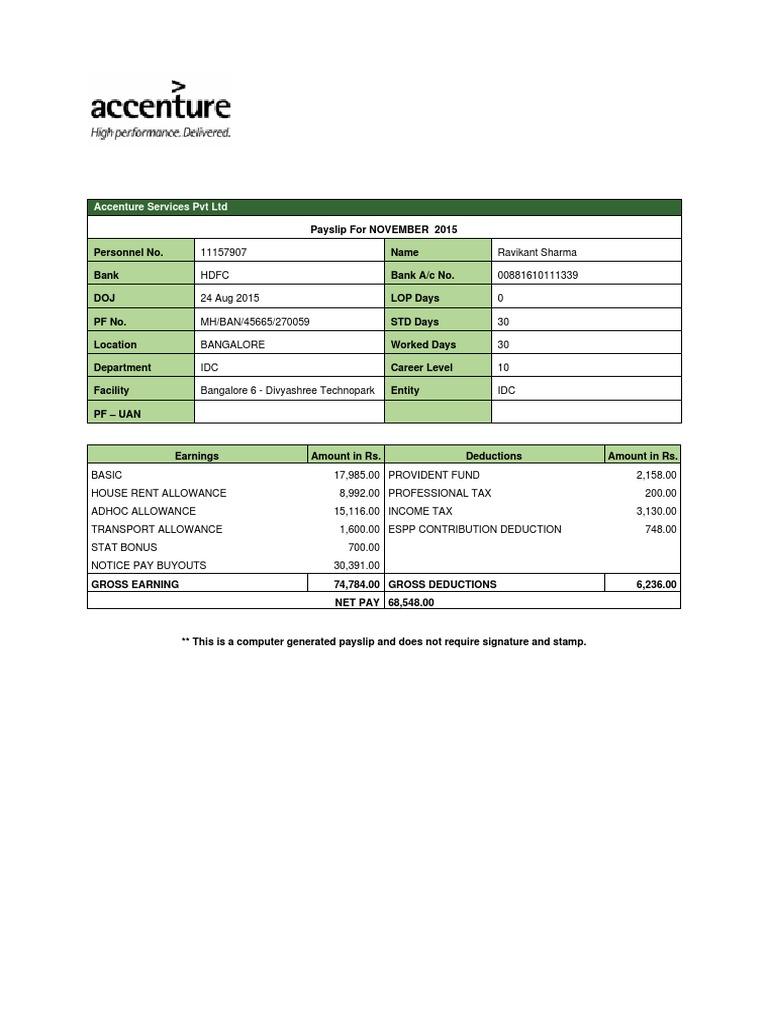 >
accenture
High performance. Delivered.
Accenture Services Pvt Ltd
Payslip For NOVEMBER 2015
Personnel No. 11157907 Name Ravikant Sharma
Bank HDFC Bank A/c No. 00881610111339
DOJ 24 Aug 2015 LOP Days 0
PF No. MH/BAN/45665/270059 STD Days 30
Location BANGALORE Worked Days 30
Department IDC Career Level 10
Facility Bangalore 6 - Divyashree Technopark Entity IDC
PF – UAN
Earnings Amount in Rs. Deductions Amount in Rs.
BASIC 17,985.00 PROVIDENT FUND 2,158.00
HOUSE RENT ALLOWANCE 8,992.00 PROFESSIONAL TAX 200.00
ADHOC ALLOWANCE 15,116.00 INCOME TAX 3,130.00
TRANSPORT ALLOWANCE 1,600.00 ESPP CONTRIBUTION DEDUCTION 748.00
STAT BONUS 700.00
NOTICE PAY BUYOUTS 30,391.00
GROSS EARNING 74,784.00 GROSS DEDUCTIONS 6,236.00
NET PAY 68,548.00
** This is a computer generated payslip and does not require signature and stamp.